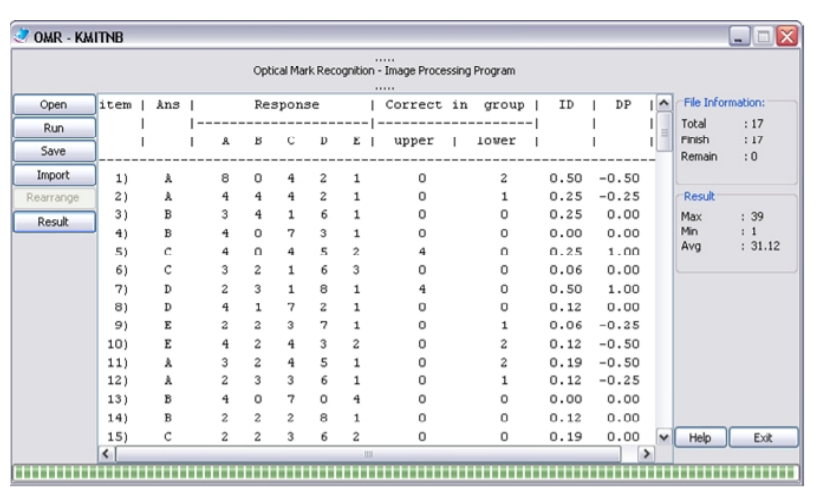 OMR - KMITNB
.....
Optical Mark Recognition - Image Processing Program
.....
Open
Run
Save
Import
Rearrange
Result
item | Ans | Response | Correct in group | ID | DP |
| |-----------------------|--------------------| | |
| | A B C D E | upper | lower | | |
1) A 8 0 4 2 1 0 2 0.50 -0.50
2) A 4 4 4 2 1 0 1 0.25 -0.25
3) B 3 4 1 6 1 0 0 0.25 0.00
4) B 4 0 7 3 1 0 0 0.00 0.00
5) C 4 0 4 5 2 4 0 0.25 1.00
6) C 3 2 1 6 3 0 0 0.06 0.00
7) D 2 3 1 8 1 4 0 0.50 1.00
8) D 4 1 7 2 1 0 0 0.12 0.00
9) E 2 2 3 7 1 0 1 0.06 -0.25
10) E 4 2 4 3 2 0 2 0.12 -0.50
11) A 3 2 4 5 1 0 2 0.19 -0.50
12) A 2 3 3 6 1 0 1 0.12 -0.25
13) B 4 0 7 0 4 0 0 0.00 0.00
14) B 2 2 2 8 1 0 0 0.12 0.00
15) C 2 2 3 6 2 0 0 0.19 0.00
File Information:
Total : 17
Finish : 17
Remain : 0
Result
Max : 39
Min : 1
Avg : 31.12
Help
Exit